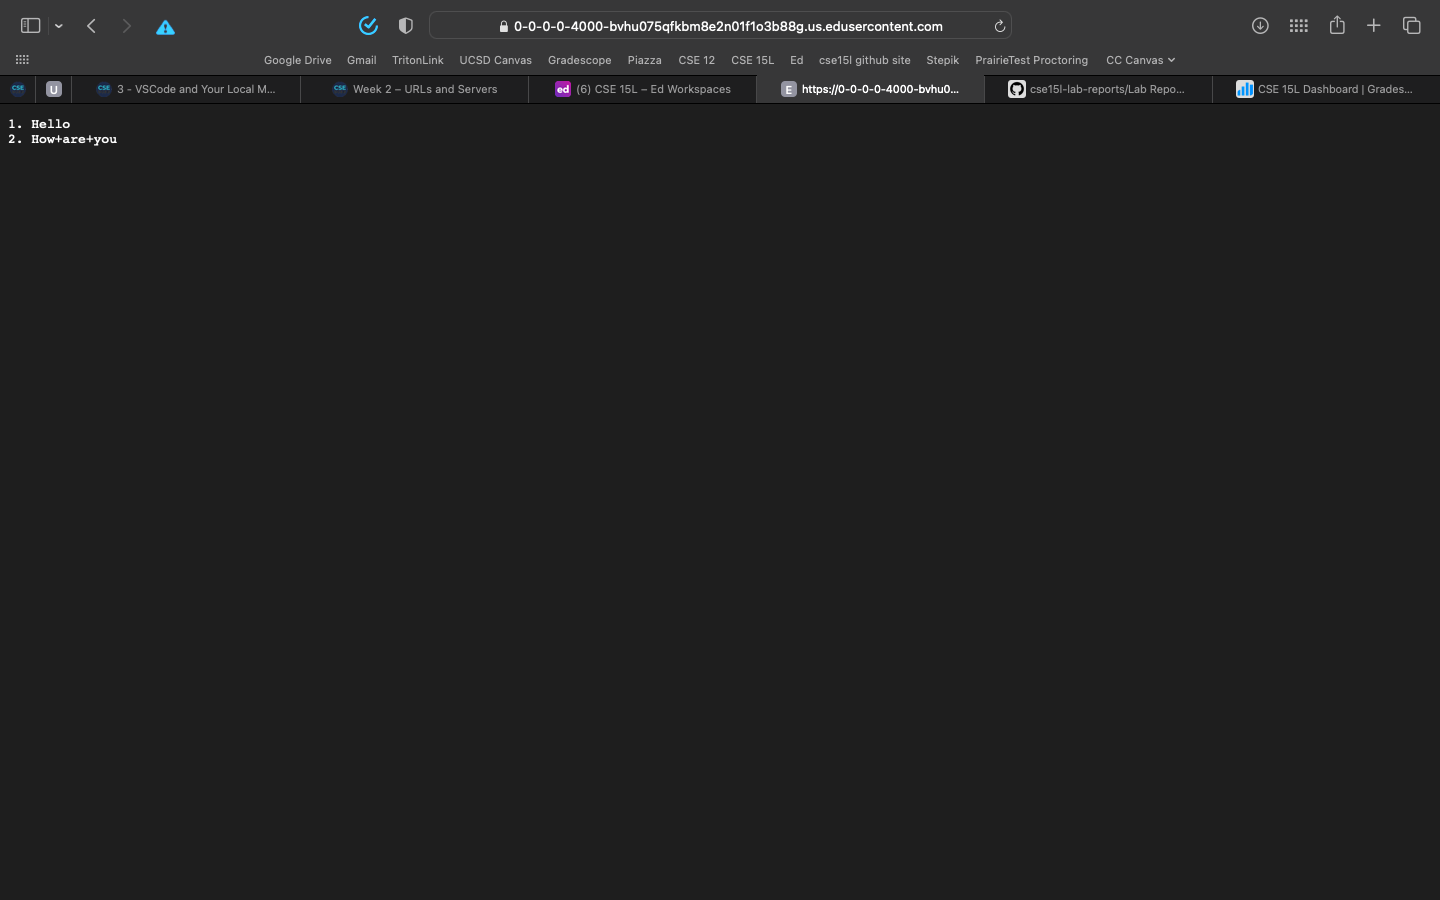 0-0-0-0-4000-bvhu075qfkbm8e2n01f1o3b88g.us.edusercontent.com
Google Drive Gmail TritonLink UCSD Canvas Gradescope Piazza CSE 12 CSE 15L Ed cse15l github site Stepik PrairieTest Proctoring CC Canvas
CSE U CSE 3 - VSCode and Your Local M... CSE Week 2 – URLs and Servers ed (6) CSE 15L – Ed Workspaces E https://0-0-0-0-4000-bvhu0... cse15l-lab-reports/Lab Repo... CSE 15L Dashboard | Grades...
1. Hello
2. How+are+you